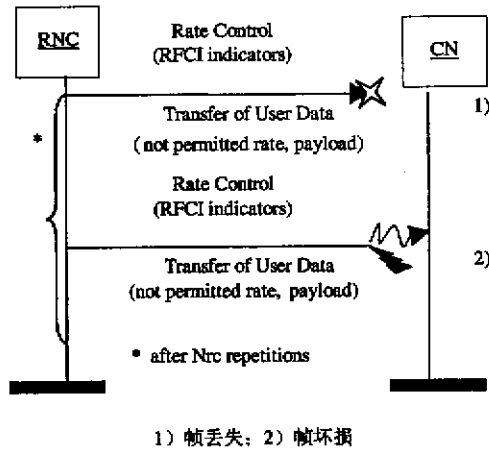 RNC
CN
Rate Control
(RFCI indicators)
1)
Transfer of User Data
(not permitted rate, payload)
*
Rate Control
(RFCI indicators)
2)
Transfer of User Data
(not permitted rate, payload)
* after Nrc repetitions
1）帧丢失；2）帧坏损